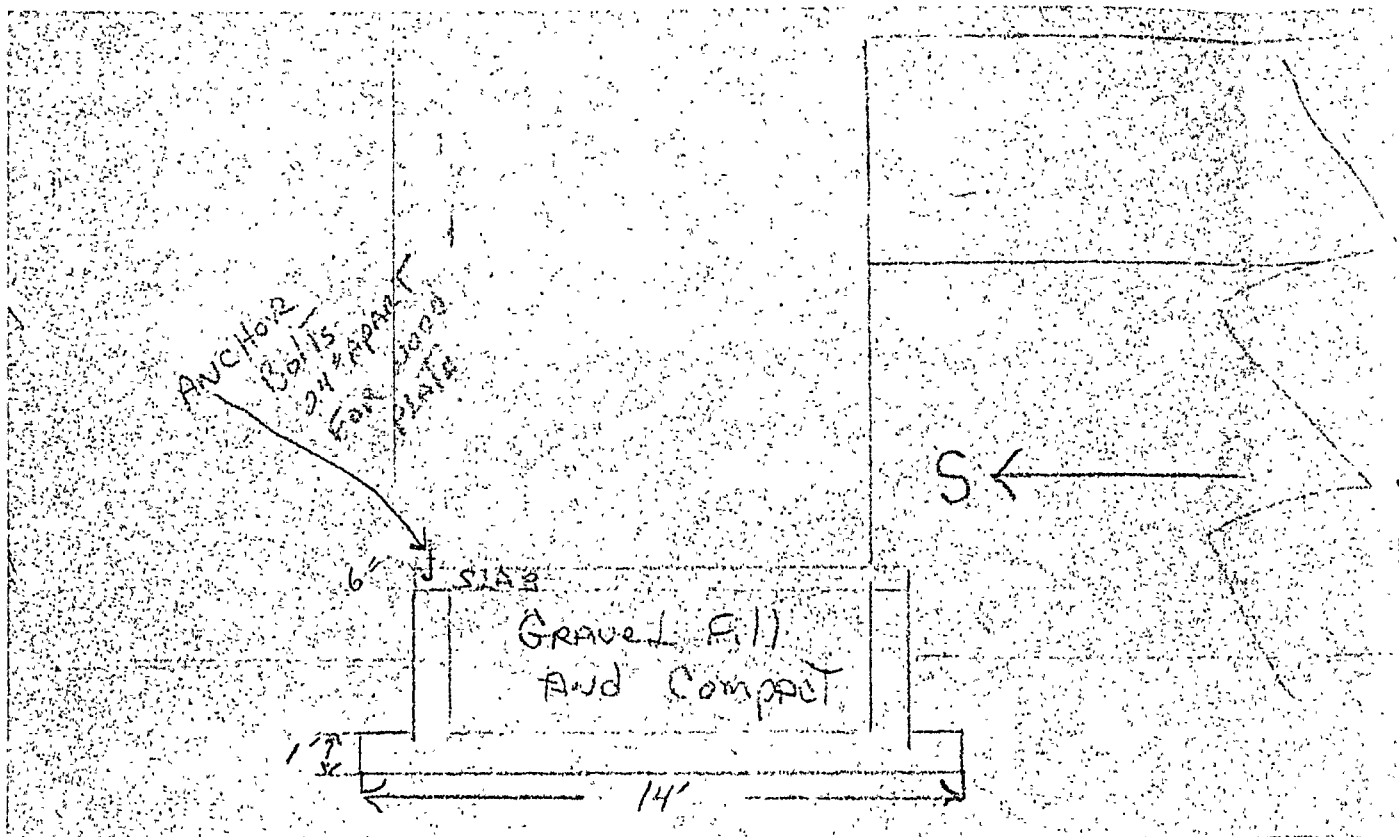 ANCHOR
Bolts
24" APART
FOR WOOD
PLATE
S
6"
SLAB
GRAVEL Fill
And Compact
1'
14'